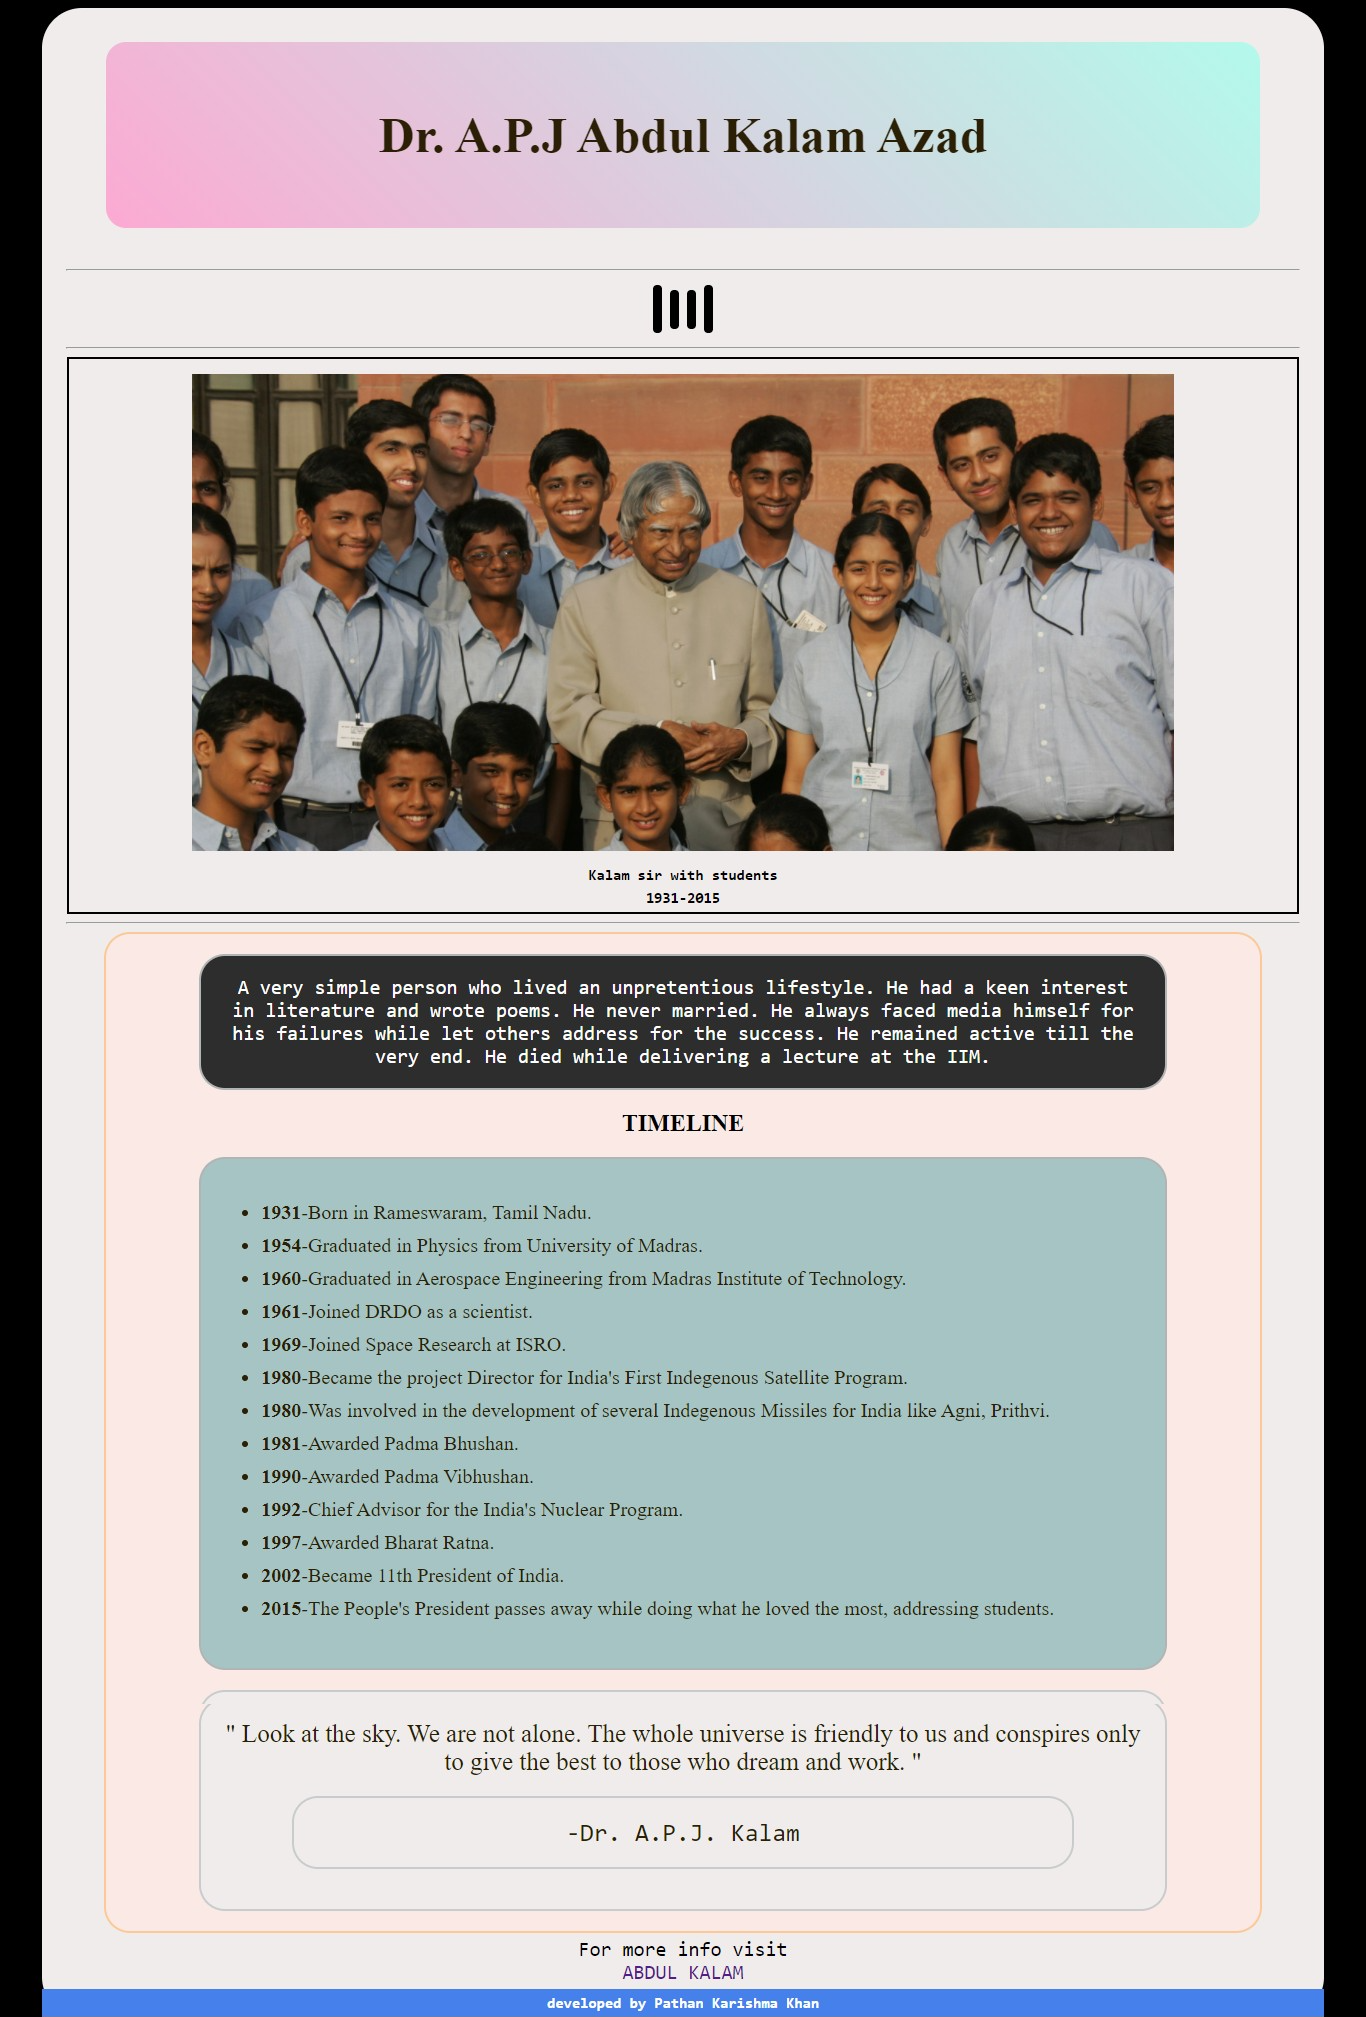 Dr. A.P.J Abdul Kalam Azad
Kalam sir with students
1931-2015
A very simple person who lived an unpretentious lifestyle. He had a keen interest
in literature and wrote poems. He never married. He always faced media himself for
his failures while let others address for the success. He remained active till the
very end. He died while delivering a lecture at the IIM.
TIMELINE
• 1931-Born in Rameswaram, Tamil Nadu.
• 1954-Graduated in Physics from University of Madras.
• 1960-Graduated in Aerospace Engineering from Madras Institute of Technology.
• 1961-Joined DRDO as a scientist.
• 1969-Joined Space Research at ISRO.
• 1980-Became the project Director for India's First Indegenous Satellite Program.
• 1980-Was involved in the development of several Indegenous Missiles for India like Agni, Prithvi.
• 1981-Awarded Padma Bhushan.
• 1990-Awarded Padma Vibhushan.
• 1992-Chief Advisor for the India's Nuclear Program.
• 1997-Awarded Bharat Ratna.
• 2002-Became 11th President of India.
• 2015-The People's President passes away while doing what he loved the most, addressing students.
" Look at the sky. We are not alone. The whole universe is friendly to us and conspires only
to give the best to those who dream and work. "
-Dr. A.P.J. Kalam
For more info visit
ABDUL KALAM
developed by Pathan Karishma Khan